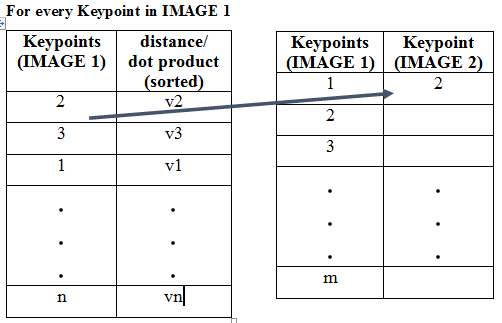 For every Keypoint in IMAGE 1
Keypoints
(IMAGE 1)
distance/
dot product
(sorted)
2 v2
3 v3
1 v1
. .
. .
. .
n vn
Keypoints
(IMAGE 1)
Keypoint
(IMAGE 2)
1 2
2
3
. .
. .
. .
m